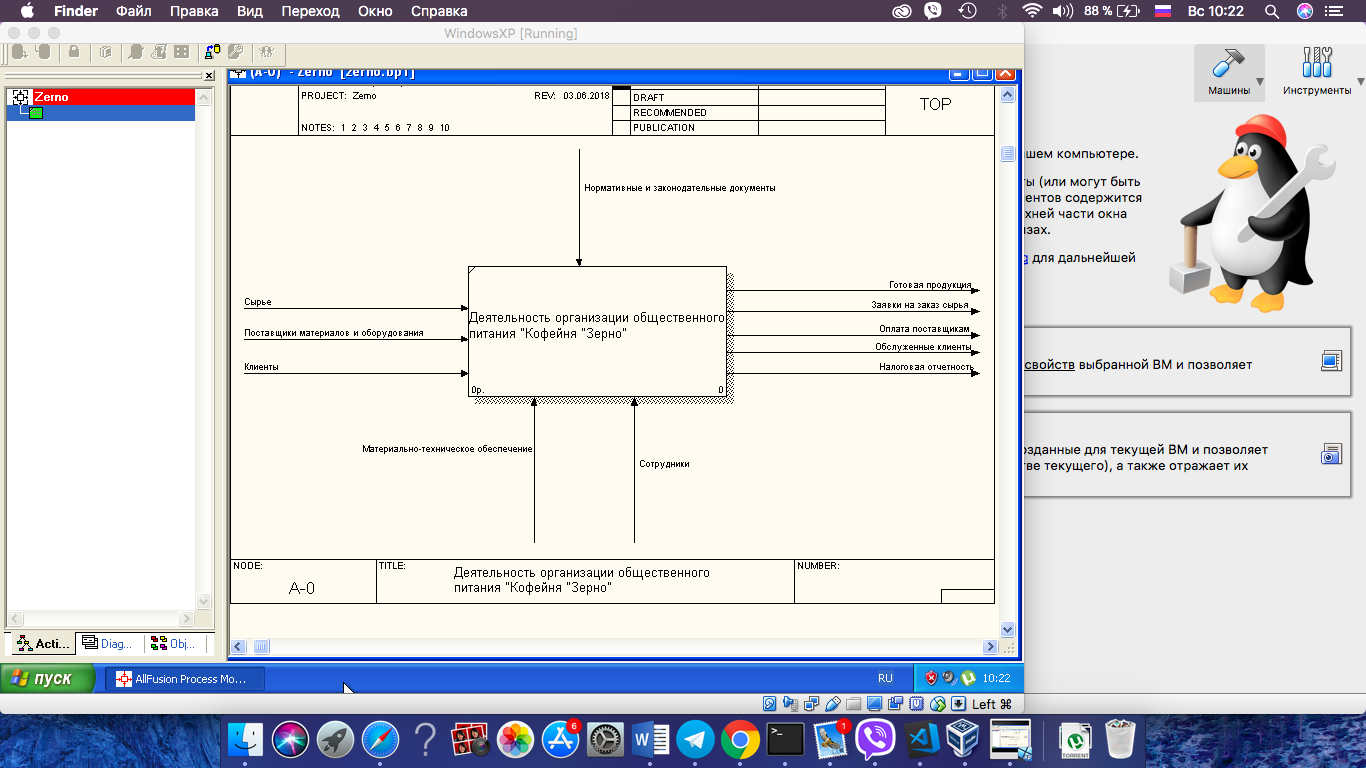 Finder Файл Правка Вид Переход Окно Справка 88 % Вс 10:22
WindowsXP [Running]
(A-0) - Zerno [zerno.bp1]
Zerno
PROJECT: Zerno
REV: 03.06.2018
NOTES: 1 2 3 4 5 6 7 8 9 10
DRAFT
RECOMMENDED
PUBLICATION
TOP
Нормативные и законодательные документы
Сырье
Поставщики материалов и оборудования
Клиенты
Деятельность организации общественного
питания "Кофейня "Зерно"
0р. 0
Готовая продукция
Заявки на заказ сырья
Оплата поставщикам
Обслуженные клиенты
Налоговая отчетность
Материально-техническое обеспечение
Сотрудники
NODE:
A-0
TITLE:
Деятельность организации общественного
питания "Кофейня "Зерно"
NUMBER:
Acti... Diag... Obj...
пуск
AllFusion Process Mo...
RU
10:22
Left ⌘
Машины
Инструменты
шем компьютере.
ты (или могут быть
ентов содержится
хней части окна
зах.
g для дальнейшей
свойств выбранной ВМ и позволяет
озданные для текущей ВМ и позволяет
тве текущего), а также отражает их
6
1
TORRENT